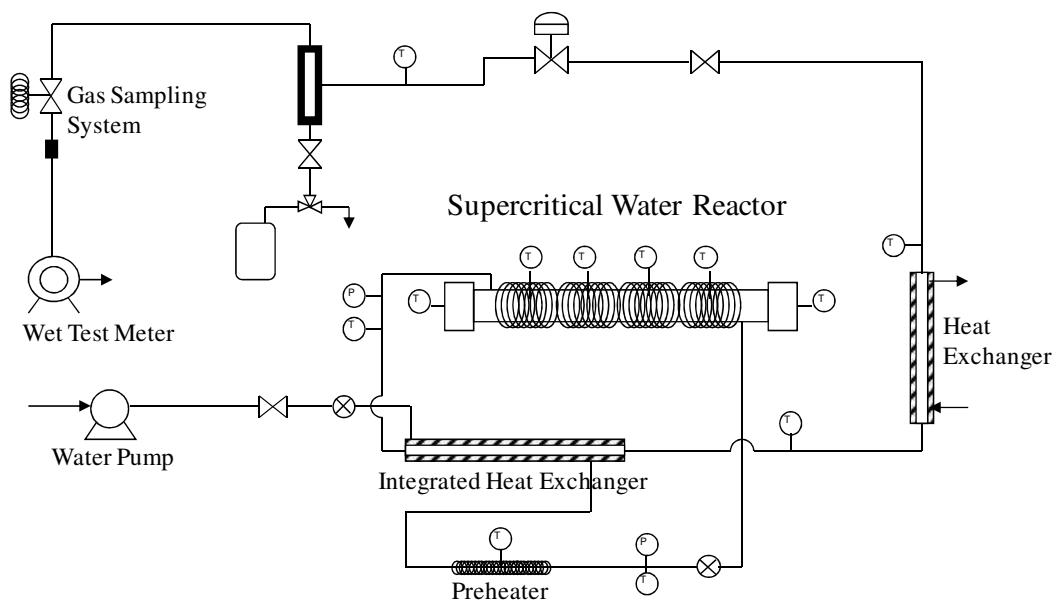 T
T
Gas Sampling
System
Supercritical Water Reactor
T
T
T
T
T
P
T
T
T
Wet Test Meter
Heat
Exchanger
T
Water Pump
Integrated Heat Exchanger
T
P
T
Preheater